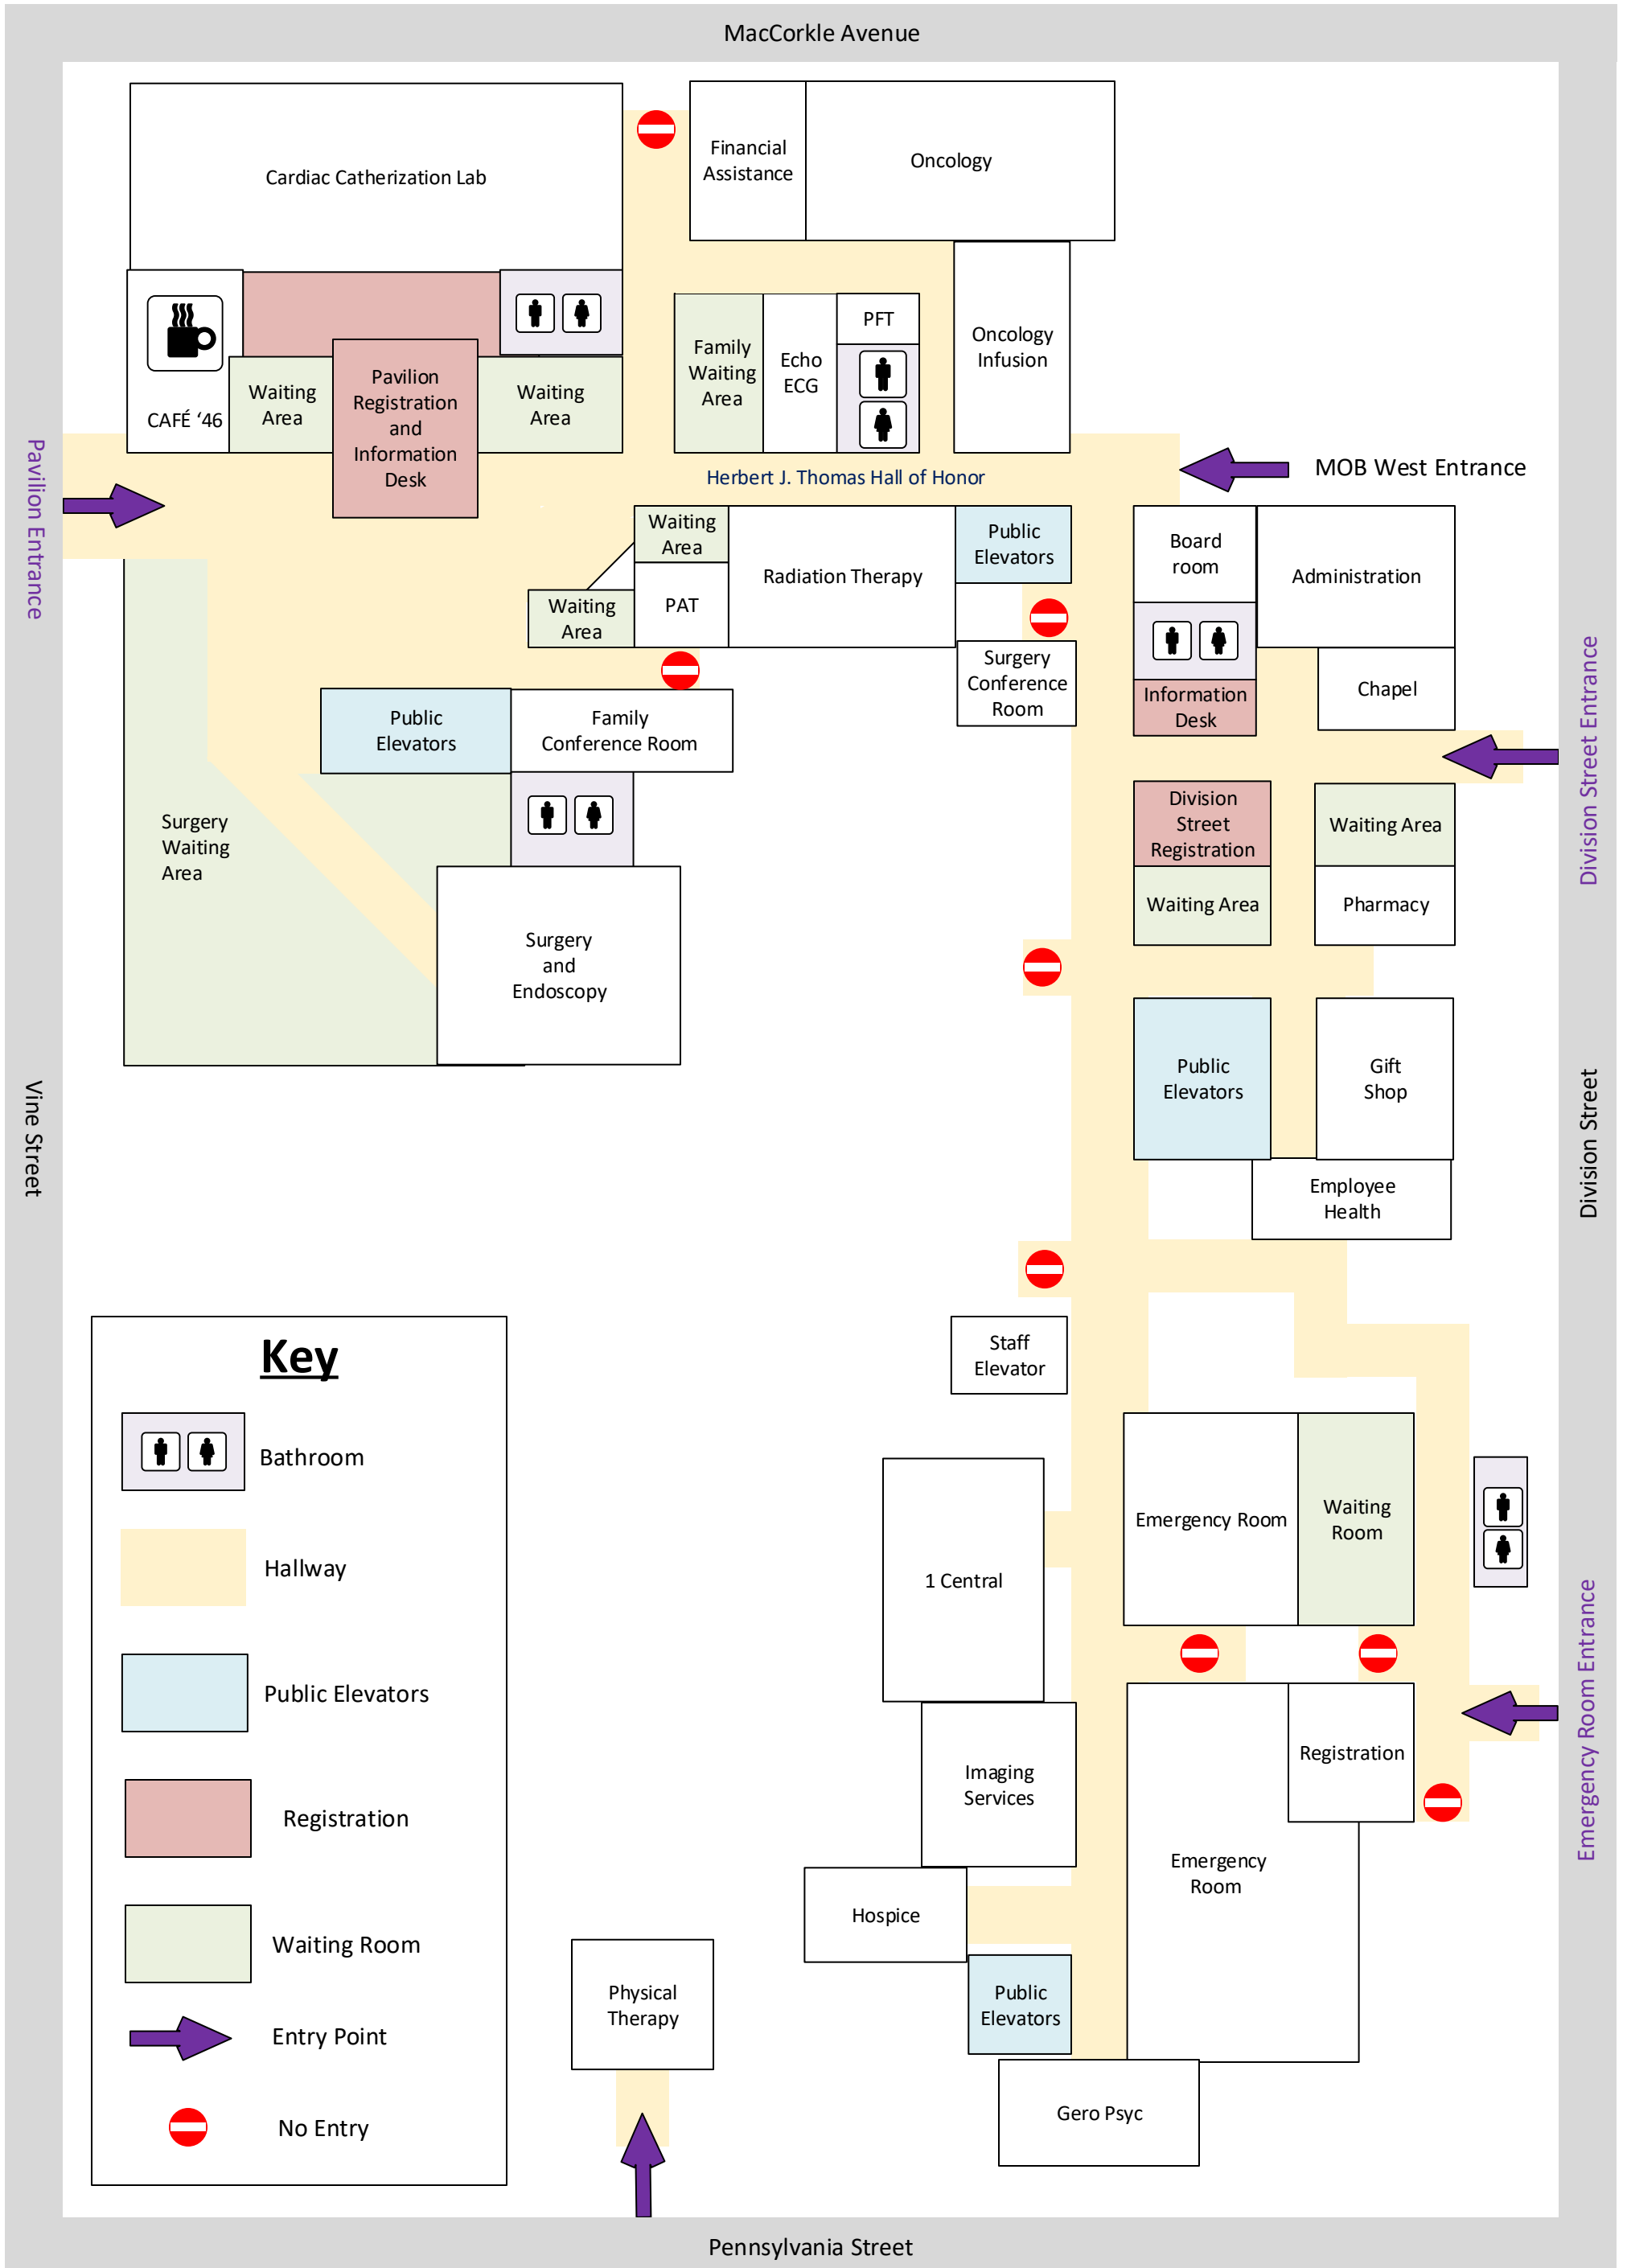 MacCorkle Avenue
Cardiac Catherization Lab
Financial
Assistance
Oncology
CAFÉ ‘46
Waiting
Area
Pavilion
Registration
and
Information
Desk
Waiting
Area
Family
Waiting
Area
Echo
ECG
PFT
Oncology
Infusion
Pavilion Entrance
Herbert J. Thomas Hall of Honor
MOB West Entrance
Waiting
Area
Waiting
Area
PAT
Radiation Therapy
Public
Elevators
Board
room
Administration
Surgery
Conference
Room
Information
Desk
Chapel
Public
Elevators
Family
Conference Room
Division Street Entrance
Surgery
Waiting
Area
Division
Street
Registration
Waiting Area
Waiting Area
Pharmacy
Surgery
and
Endoscopy
Public
Elevators
Gift
Shop
Vine Street
Division Street
Employee
Health
Staff
Elevator
Emergency Room
Waiting
Room
1 Central
Emergency Room Entrance
Imaging
Services
Registration
Emergency
Room
Hospice
Public
Elevators
Physical
Therapy
Gero Psyc
Key
Bathroom
Hallway
Public Elevators
Registration
Waiting Room
Entry Point
No Entry
Pennsylvania Street